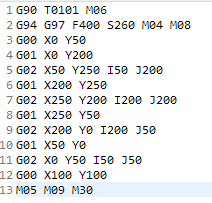 1 G90 T0101 M06
2 G94 G97 F400 S260 M04 M08
3 G00 X0 Y50
4 G01 X0 Y200
5 G02 X50 Y250 I50 J200
6 G01 X200 Y250
7 G02 X250 Y200 I200 J200
8 G01 X250 Y50
9 G02 X200 Y0 I200 J50
10 G01 X50 Y0
11 G02 X0 Y50 I50 J50
12 G00 X100 Y100
13 M05 M09 M30